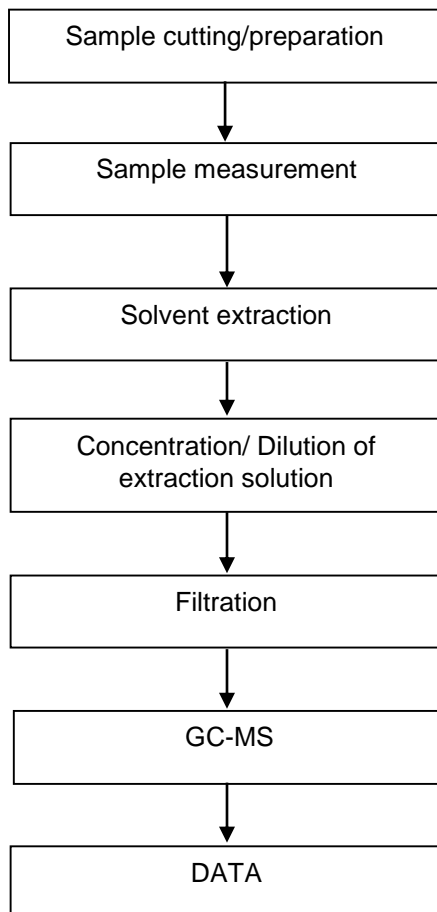 Sample cutting/preparation
Sample measurement
Solvent extraction
Concentration/ Dilution of
extraction solution
Filtration
GC-MS
DATA